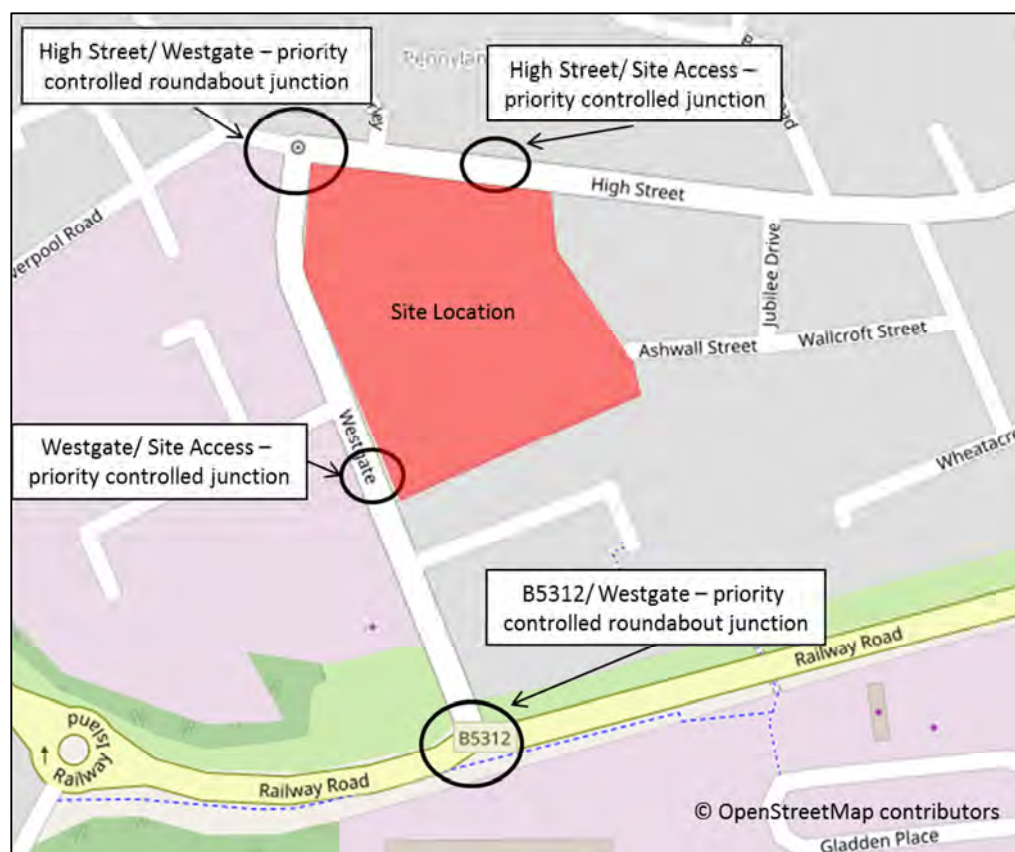 High Street/ Westgate – priority
controlled roundabout junction
High Street/ Site Access –
priority controlled junction
High Street
Jubilee Drive
Site Location
Ashwall Street
Wallcroft Street
Westgate
Westgate/ Site Access –
priority controlled junction
B5312/ Westgate – priority
controlled roundabout junction
Railway Road
B5312
Railway Island
Railway Road
© OpenStreetMap contributors
Gladden Place